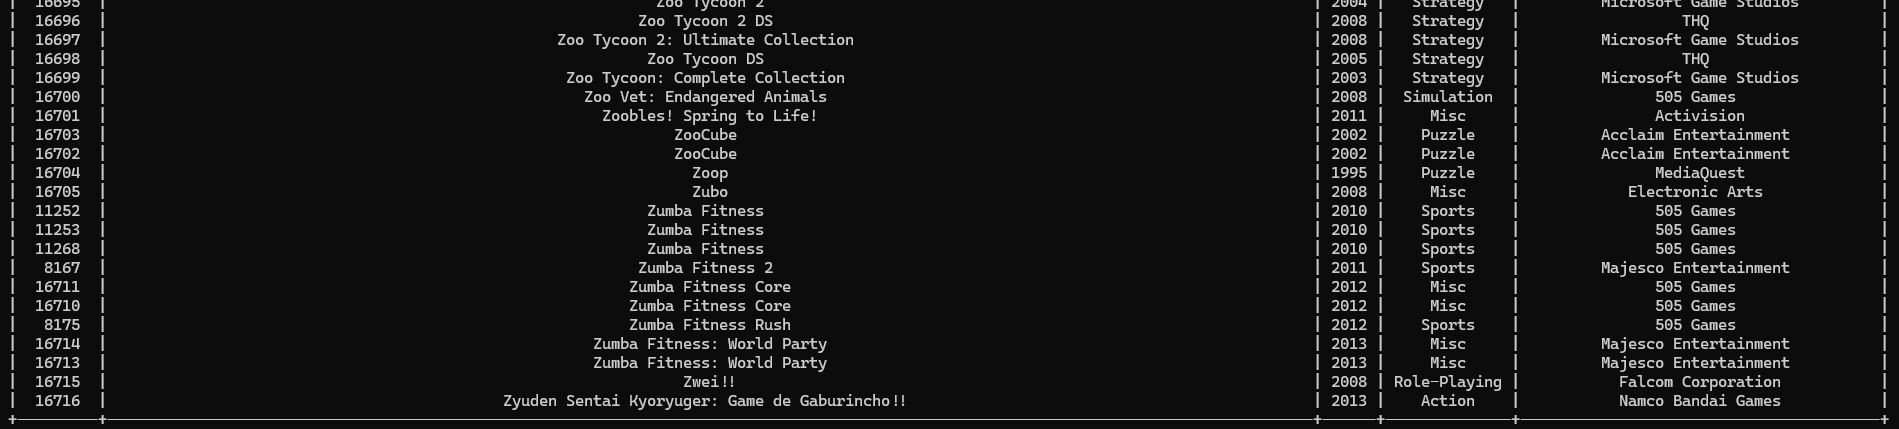 | 16695 | Zoo Tycoon 2 | 2004 | Strategy | Microsoft Game Studios |
| 16696 | Zoo Tycoon 2 DS | 2008 | Strategy | THQ |
| 16697 | Zoo Tycoon 2: Ultimate Collection | 2008 | Strategy | Microsoft Game Studios |
| 16698 | Zoo Tycoon DS | 2005 | Strategy | THQ |
| 16699 | Zoo Tycoon: Complete Collection | 2003 | Strategy | Microsoft Game Studios |
| 16700 | Zoo Vet: Endangered Animals | 2008 | Simulation | 505 Games |
| 16701 | Zoobles! Spring to Life! | 2011 | Misc | Activision |
| 16703 | ZooCube | 2002 | Puzzle | Acclaim Entertainment |
| 16702 | ZooCube | 2002 | Puzzle | Acclaim Entertainment |
| 16704 | Zoop | 1995 | Puzzle | MediaQuest |
| 16705 | Zubo | 2008 | Misc | Electronic Arts |
| 11252 | Zumba Fitness | 2010 | Sports | 505 Games |
| 11253 | Zumba Fitness | 2010 | Sports | 505 Games |
| 11268 | Zumba Fitness | 2010 | Sports | 505 Games |
| 8167 | Zumba Fitness 2 | 2011 | Sports | Majesco Entertainment |
| 16711 | Zumba Fitness Core | 2012 | Misc | 505 Games |
| 16710 | Zumba Fitness Core | 2012 | Misc | 505 Games |
| 8175 | Zumba Fitness Rush | 2012 | Sports | 505 Games |
| 16714 | Zumba Fitness: World Party | 2013 | Misc | Majesco Entertainment |
| 16713 | Zumba Fitness: World Party | 2013 | Misc | Majesco Entertainment |
| 16715 | Zwei!! | 2008 | Role-Playing | Falcom Corporation |
| 16716 | Zyuden Sentai Kyoryuger: Game de Gaburincho!! | 2013 | Action | Namco Bandai Games |